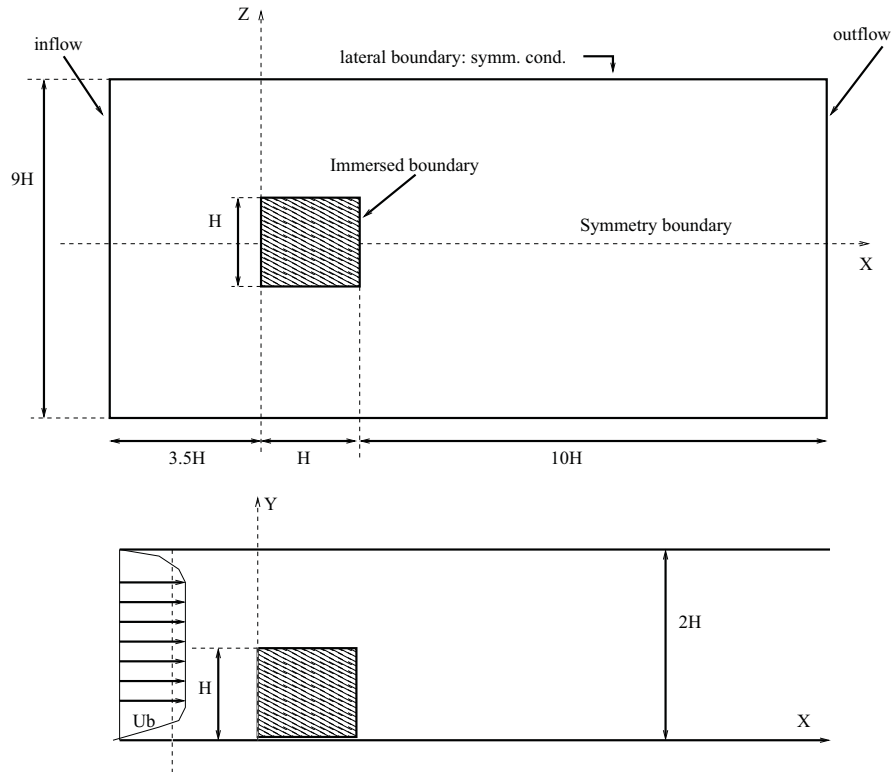 Z
inflow
lateral boundary: symm. cond.
outflow
9H
Immersed boundary
H
Symmetry boundary
X
3.5H
H
10H
Y
2H
H
Ub
X